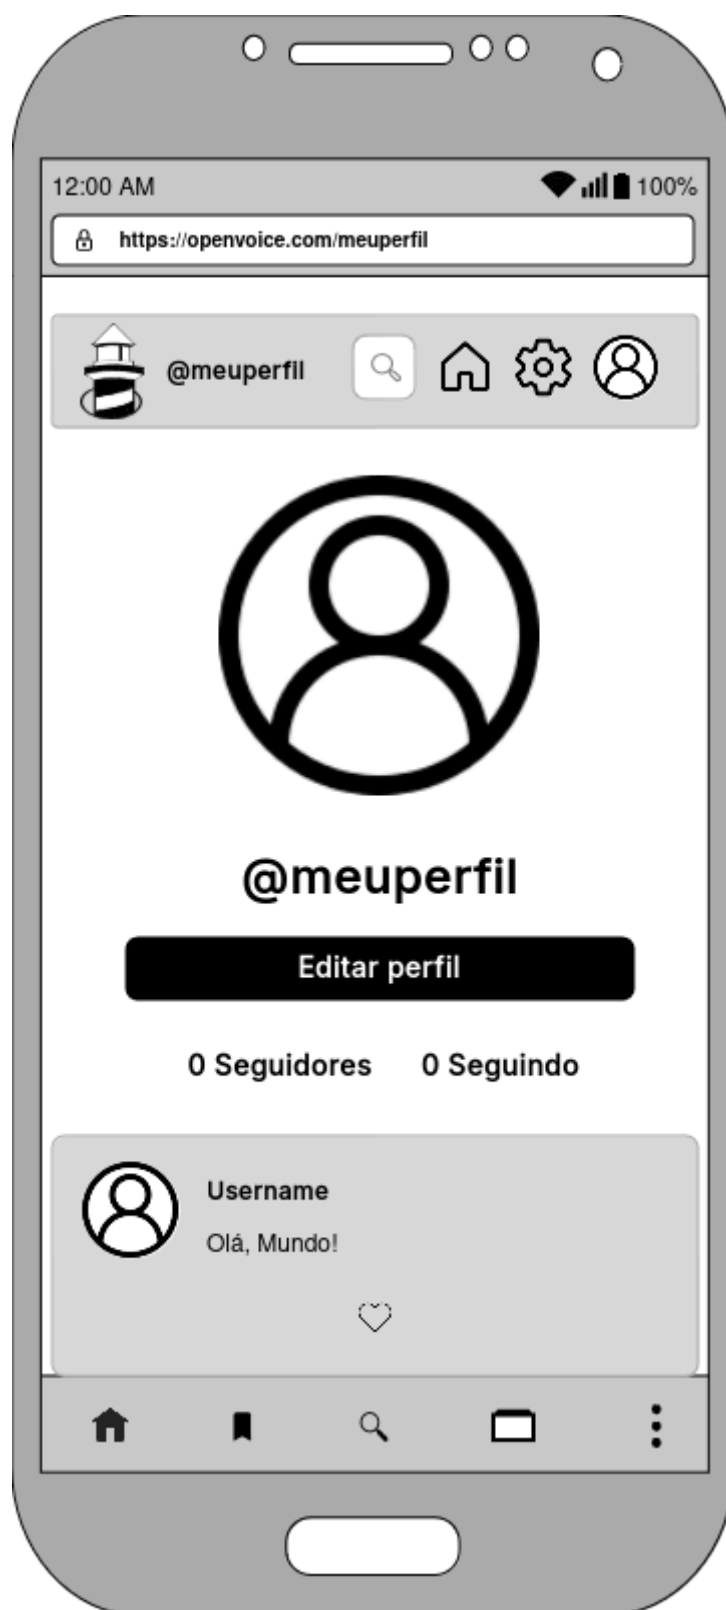 12:00 AM 100%
https://openvoice.com/meuperfil
@meuperfil
@meuperfil
Editar perfil
0 Seguidores 0 Seguindo
Username
Olá, Mundo!